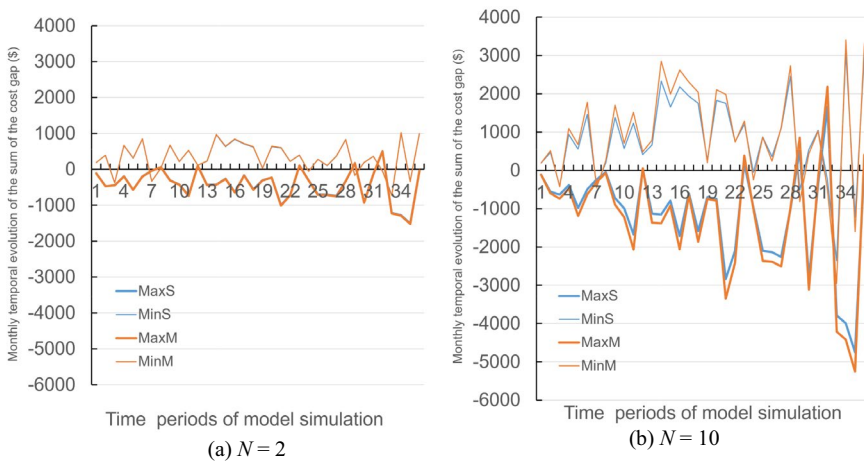 Monthly temporal evolution of the sum of the cost gap ($)
4000
3000
2000
1000
0
-1000
-2000
-3000
-4000
-5000
-6000
1 4 7 10 13 16 19 22 25 28 31 34
MaxS
MinS
MaxM
MinM
Time periods of model simulation
(a) N = 2
Monthly temporal evolution of the sum of the cost gap ($)
4000
3000
2000
1000
0
-1000
-2000
-3000
-4000
-5000
-6000
1 4 7 10 13 16 19 22 25 28 31 34
MaxS
MinS
MaxM
MinM
Time periods of model simulation
(b) N = 10